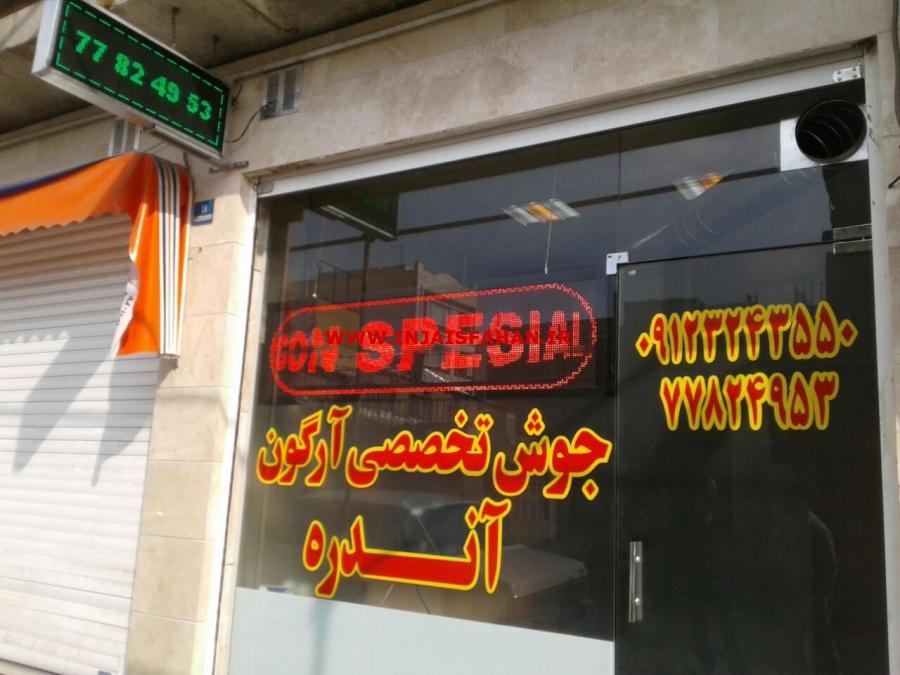 77 82 49 53
GON SPESIAL
WWW.INJAISFAHAN.IR
جوش تخصصی آرگون
آندره
۰۹۱۲۳۲۴۳۵۵۰
۷۷۸۲۴۹۵۳